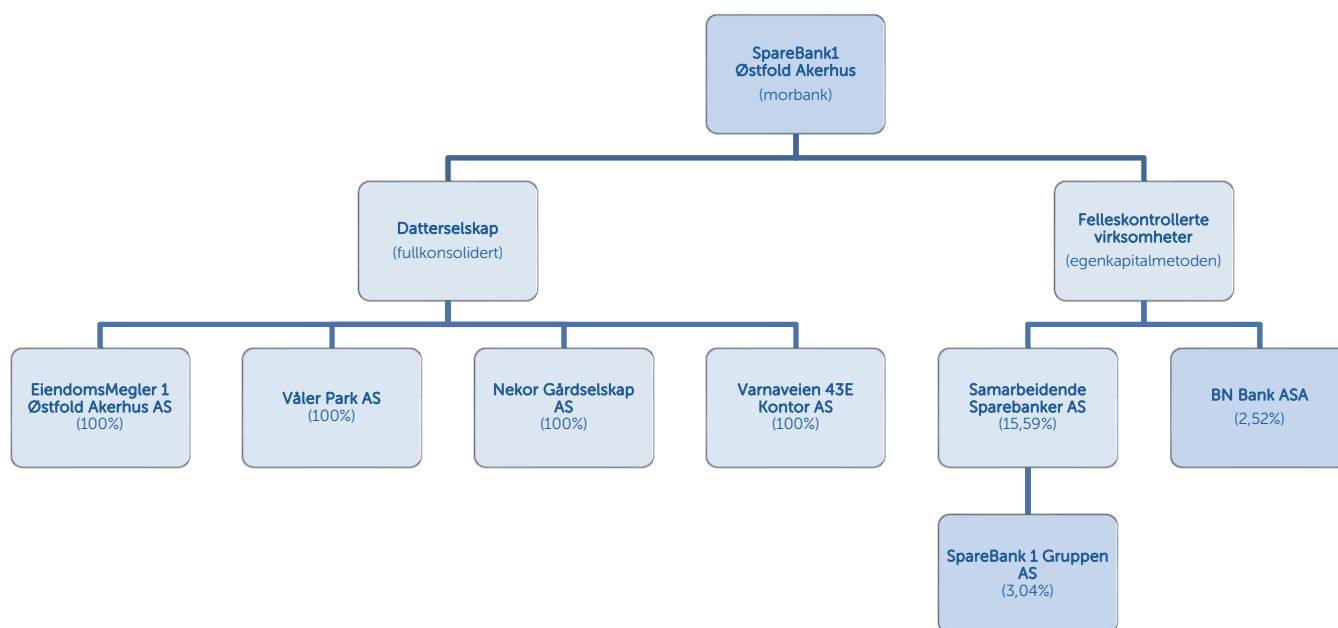 SpareBank1
Østfold Akerhus
(morbank)
Datterselskap
(fullkonsolidert)
Felleskontrollerte
virksomheter
(egenkapitalmetoden)
EiendomsMegler 1
Østfold Akerhus AS
(100%)
Våler Park AS
(100%)
Nekor Gårdselskap
AS
(100%)
Varnaveien 43E
Kontor AS
(100%)
Samarbeidende
Sparebanker AS
(15,59%)
BN Bank ASA
(2,52%)
SpareBank 1 Gruppen
AS
(3,04%)